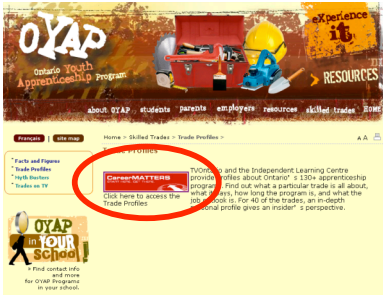 OYAP
Ontario Youth
Apprenticeship Program
eXperience
it
RESOURCES
about OYAP students parents employers resources skilled trades HOME
Français | site map
Home > Skilled Trades > Trade Profiles >
A A
Facts and Figures
Trade Profiles
Myth Busters
Trades on TV
Profiles
CareerMATTERS
Click here to access the
Trade Profiles
TVOntario and the Independent Learning Centre
provide profiles about Ontario's 130+ apprenticeship
programs. Find out what a particular trade is all about,
what it pays, how long the program is, and what the
job outlook is. For 40 of the trades, an in-depth
personal profile gives an insider's perspective.
OYAP
in YOUR
School
Find contact info
and more
for OYAP Programs
in your school.